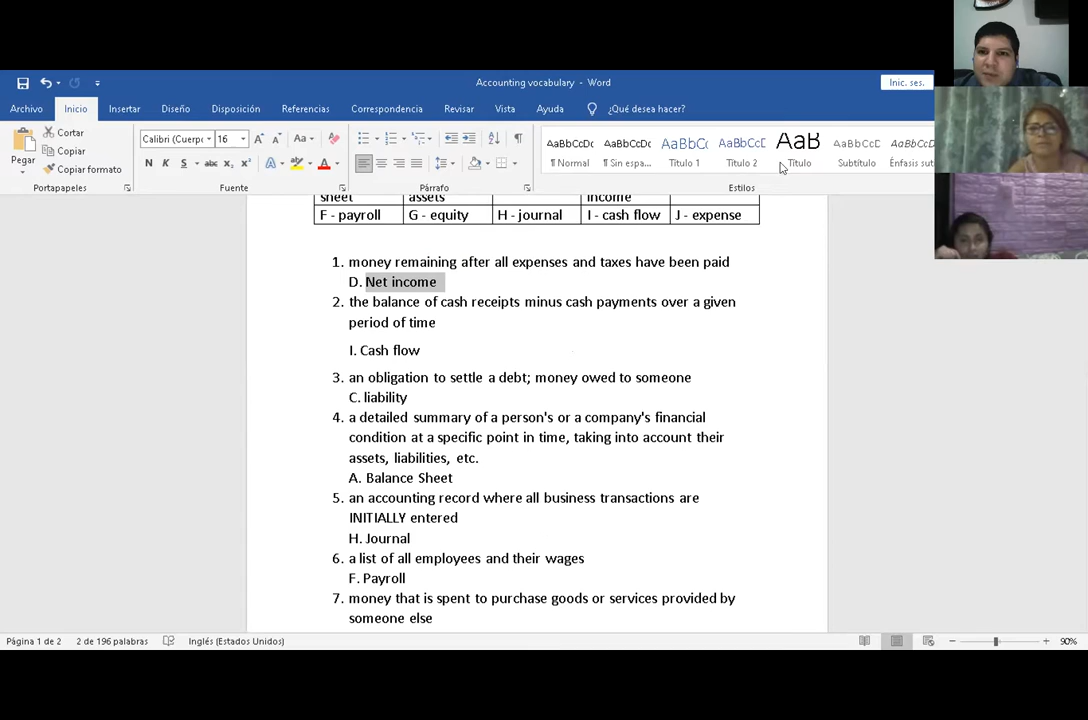 Accounting vocabulary - Word
Inic. ses.
Archivo Inicio Insertar Diseño Disposición Referencias Correspondencia Revisar Vista Ayuda ¿Qué desea hacer?
Pegar
Cortar
Copiar
Copiar formato
Portapapeles
Calibri (Cuerp 16
N K S abc X₂ X²
Fuente
Párrafo
AaBbCcDc AaBbCcDc AaBbCc AaBbCcC AaB AaBbCcD AaBbCcDc
¶ Normal ¶ Sin espa... Título 1 Título 2 Título Subtítulo Énfasis sut
Estilos
sheet assets income
F - payroll G - equity H - journal I - cash flow J - expense
1. money remaining after all expenses and taxes have been paid
D. Net income
2. the balance of cash receipts minus cash payments over a given
period of time
I. Cash flow
3. an obligation to settle a debt; money owed to someone
C. liability
4. a detailed summary of a person's or a company's financial
condition at a specific point in time, taking into account their
assets, liabilities, etc.
A. Balance Sheet
5. an accounting record where all business transactions are
INITIALLY entered
H. Journal
6. a list of all employees and their wages
F. Payroll
7. money that is spent to purchase goods or services provided by
someone else
Página 1 de 2 2 de 196 palabras Inglés (Estados Unidos) 90%